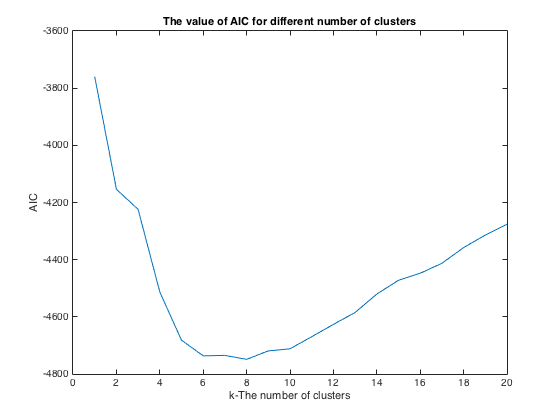 The value of AIC for different number of clusters
-3600
-3800
-4000
-4200
-4400
-4600
-4800
AIC
0 2 4 6 8 10 12 14 16 18 20
k-The number of clusters